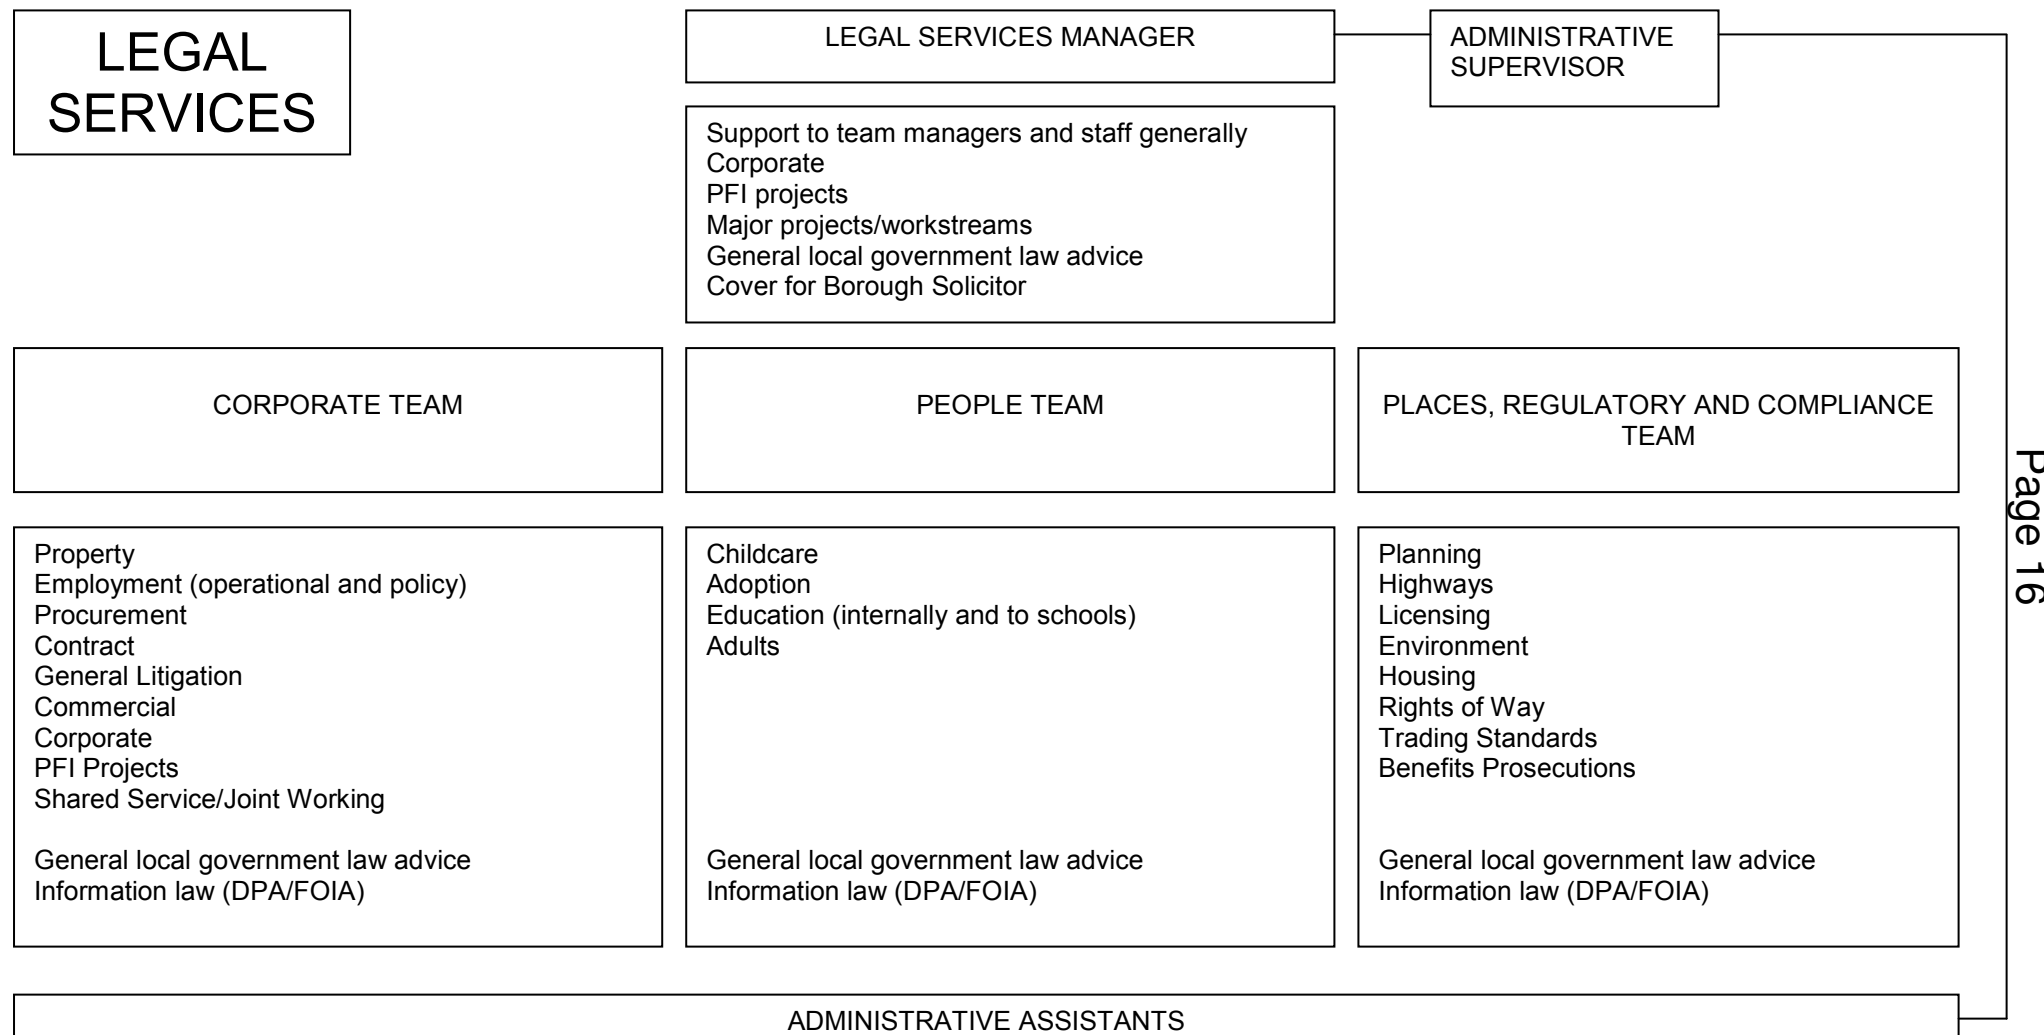 LEGAL
SERVICES
LEGAL SERVICES MANAGER
ADMINISTRATIVE
SUPERVISOR
Support to team managers and staff generally
Corporate
PFI projects
Major projects/workstreams
General local government law advice
Cover for Borough Solicitor
CORPORATE TEAM
PEOPLE TEAM
PLACES, REGULATORY AND COMPLIANCE
TEAM
Property
Employment (operational and policy)
Procurement
Contract
General Litigation
Commercial
Corporate
PFI Projects
Shared Service/Joint Working
General local government law advice
Information law (DPA/FOIA)
Childcare
Adoption
Education (internally and to schools)
Adults
General local government law advice
Information law (DPA/FOIA)
Planning
Highways
Licensing
Environment
Housing
Rights of Way
Trading Standards
Benefits Prosecutions
General local government law advice
Information law (DPA/FOIA)
ADMINISTRATIVE ASSISTANTS
Page 16